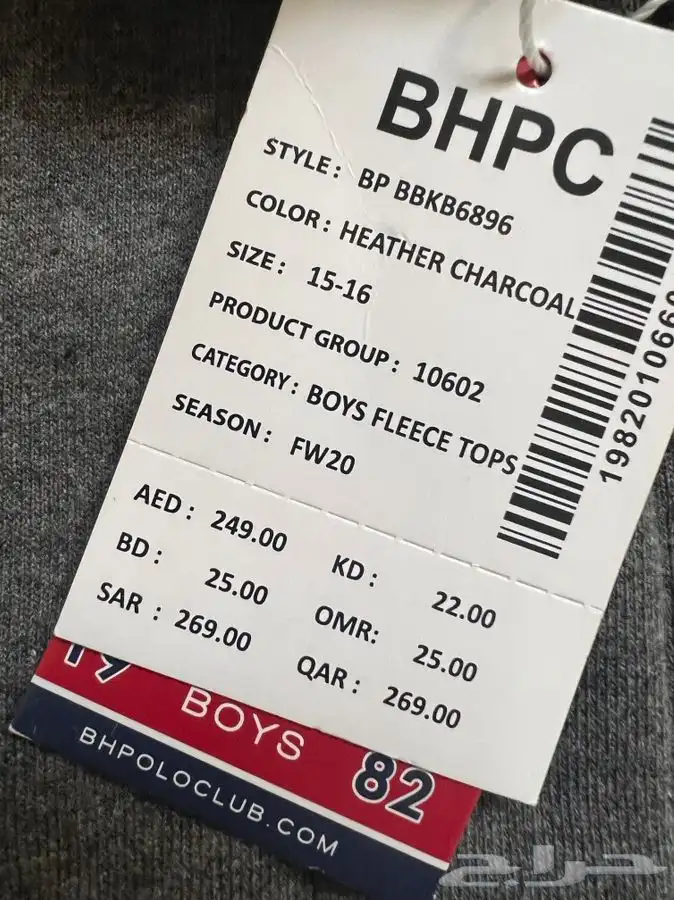 BHPC
STYLE: BP BBKB6896
COLOR: HEATHER CHARCOAL
SIZE: 15-16
PRODUCT GROUP: 10602
CATEGORY: BOYS FLEECE TOPS
SEASON: FW20
1982010660
AED: 249.00 KD: 22.00
BD: 25.00 OMR: 25.00
SAR: 269.00 QAR: 269.00
19 BOYS 82
BHPOLOCLUB.COM
حراج